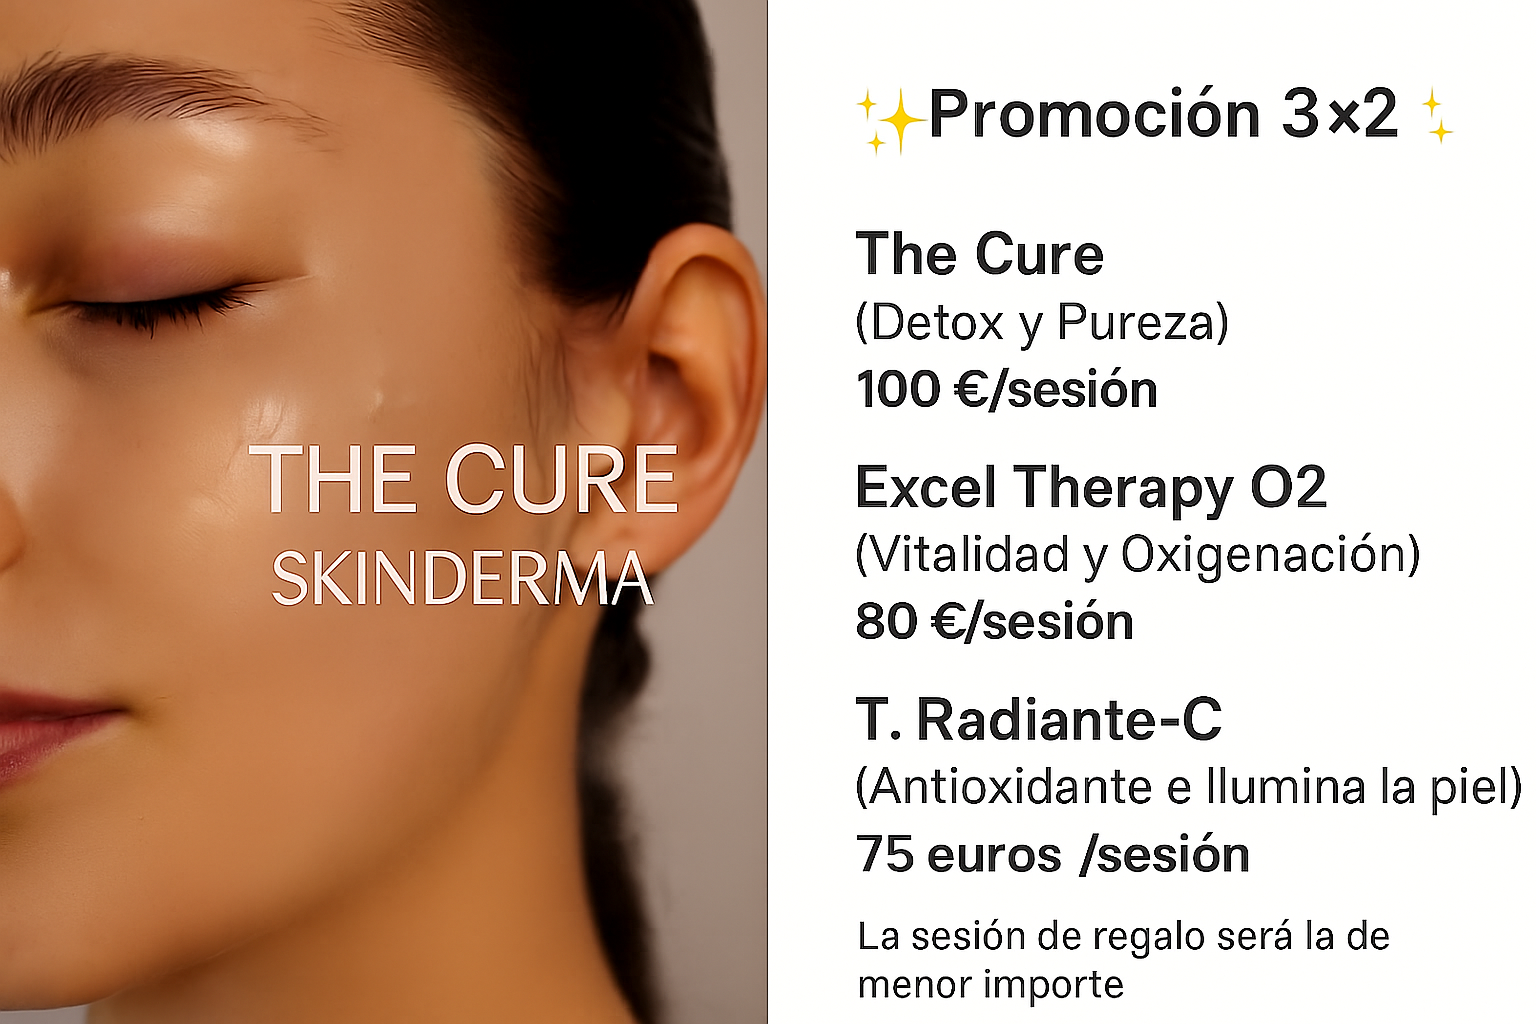 THE CURE
SKINDERMA
✨Promoción 3×2 ✨
The Cure
(Detox y Pureza)
100 €/sesión
Excel Therapy O2
(Vitalidad y Oxigenación)
80 €/sesión
T. Radiante-C
(Antioxidante e llumina la piel)
75 euros /sesión
La sesión de regalo será la de
menor importe